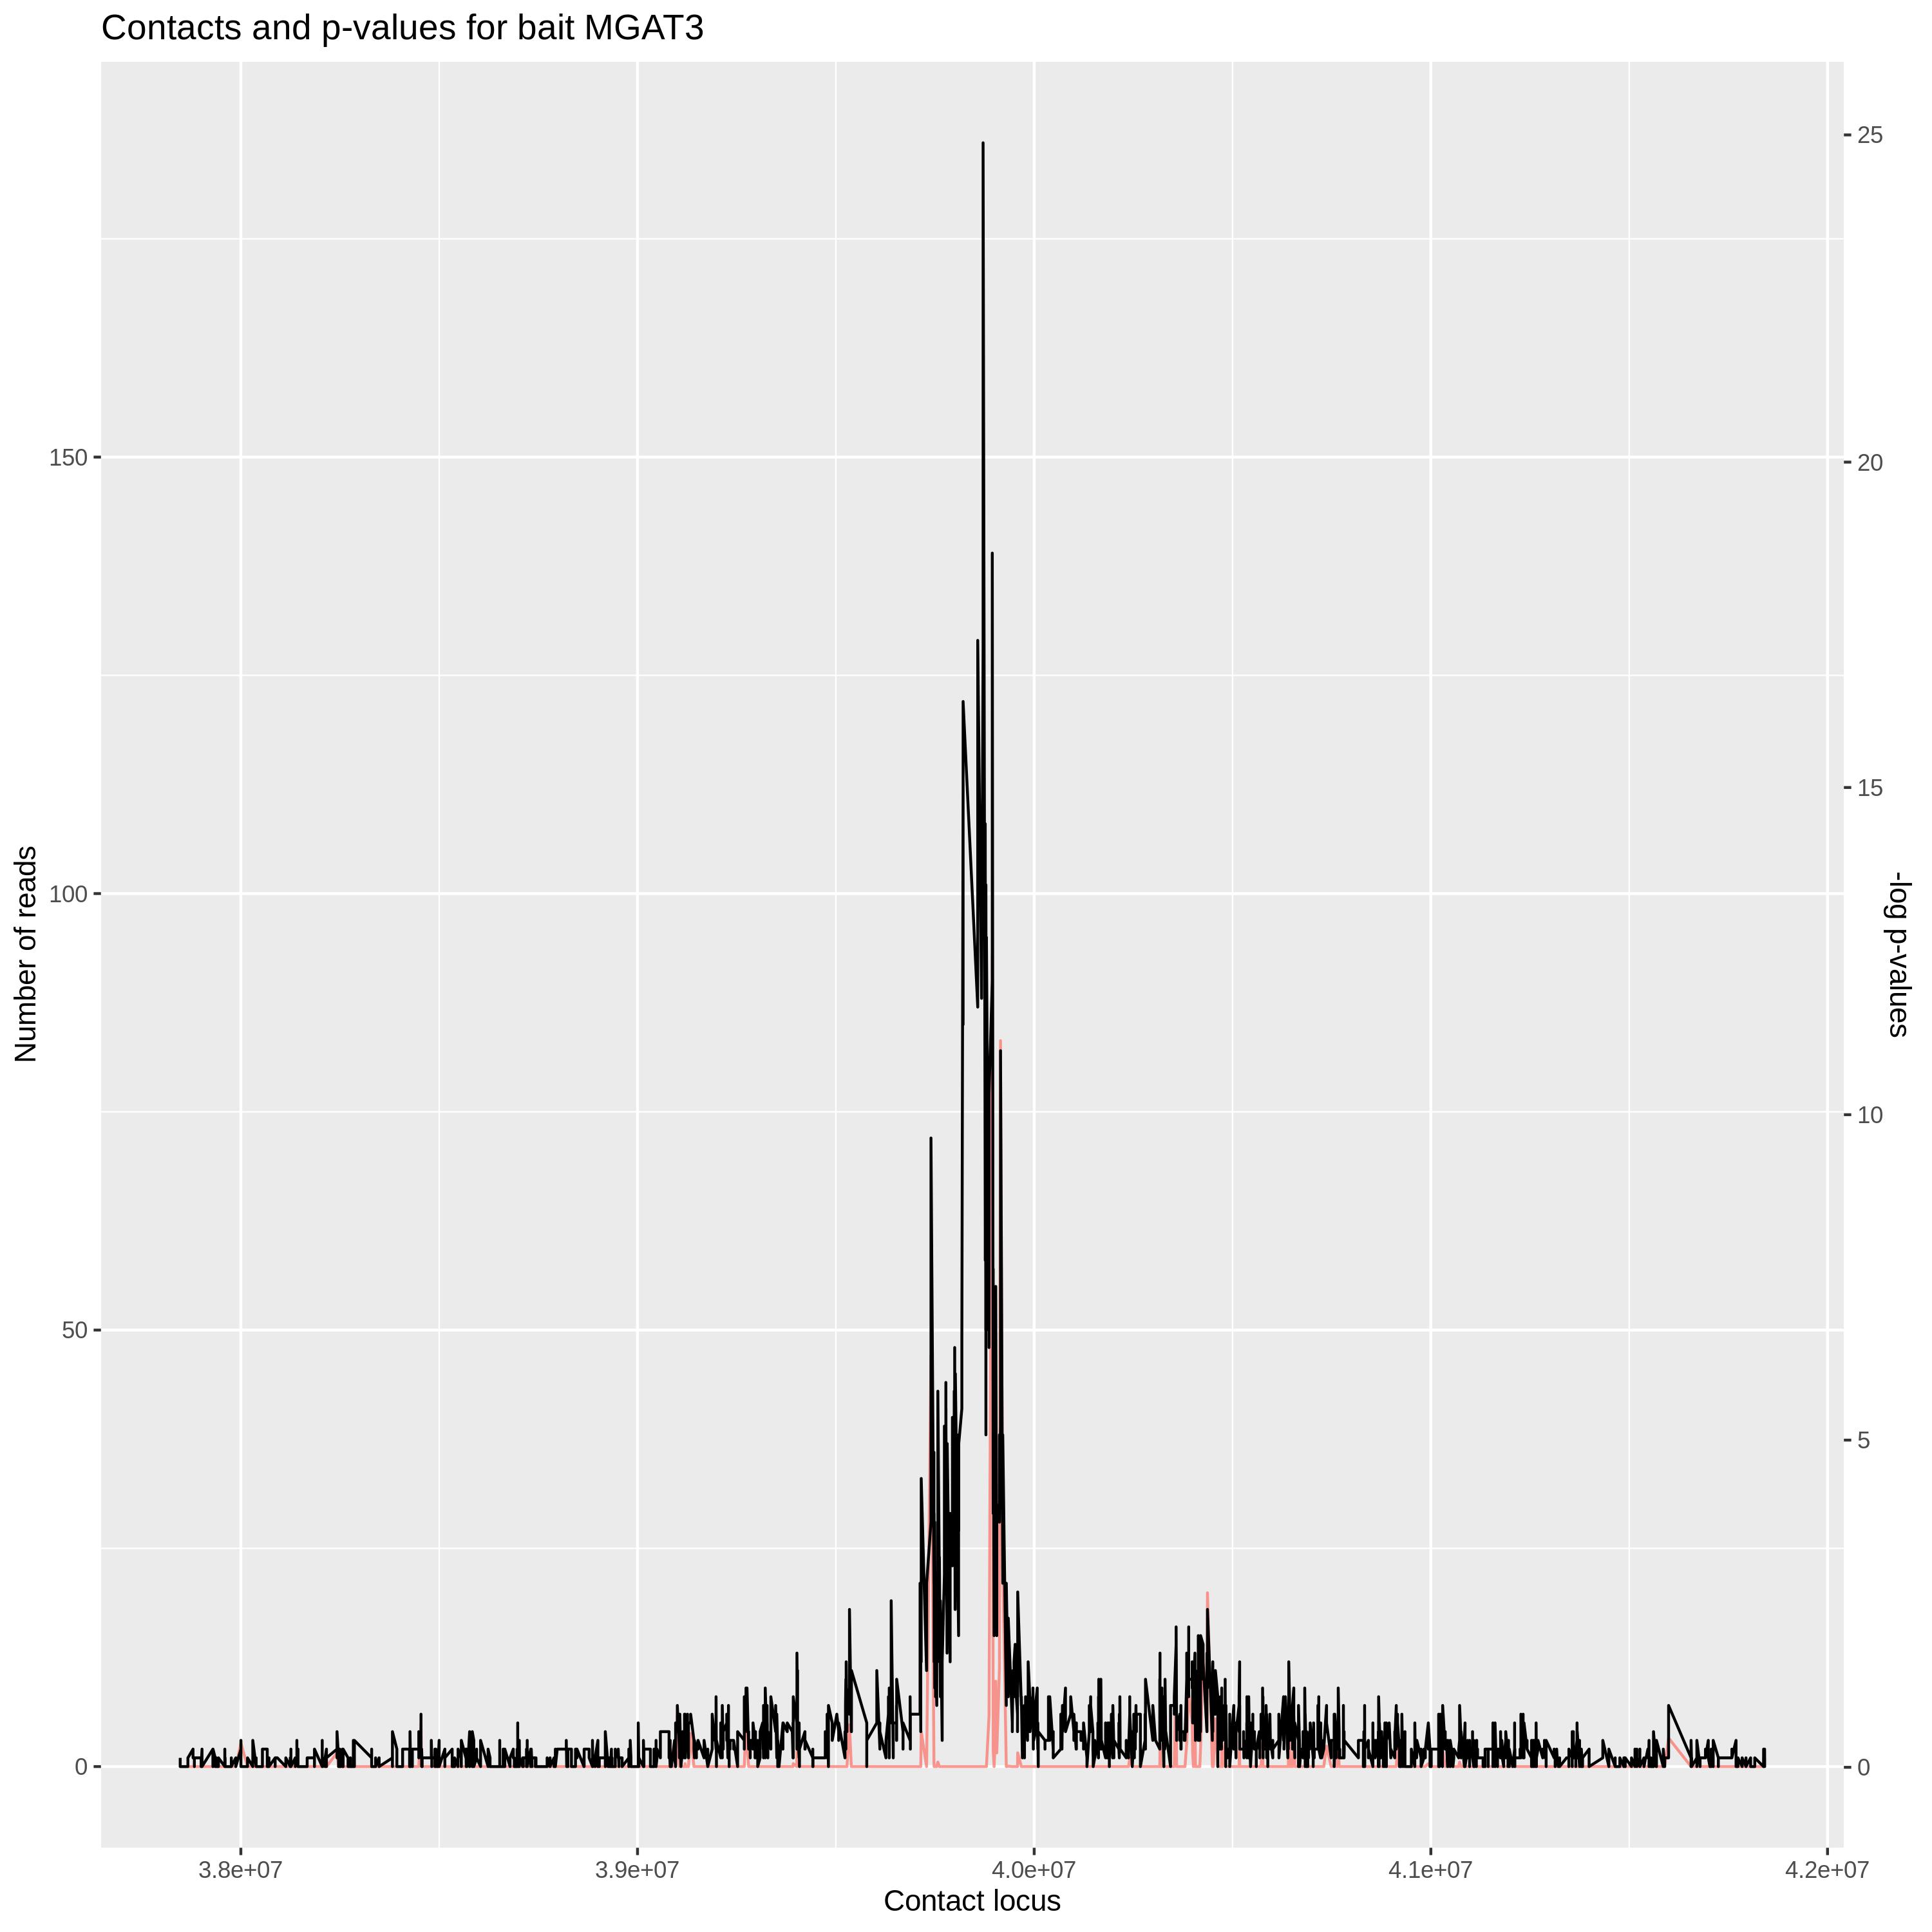 Contacts and p-values for bait MGAT3
Number of reads
150
100
50
0
25
20
15
10
5
0
-log p-values
3.8e+07
3.9e+07
4.0e+07
4.1e+07
4.2e+07
Contact locus